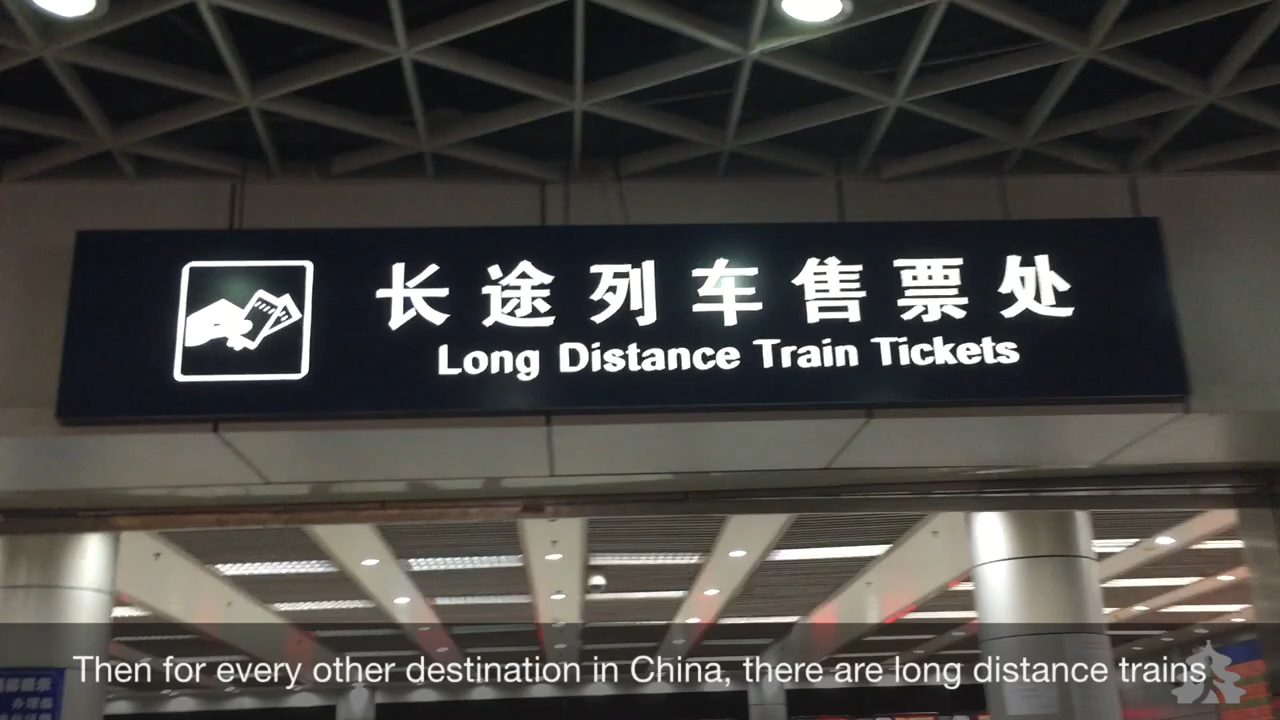 长途列车售票处
Long Distance Train Tickets
Then for every other destination in China, there are long distance trains